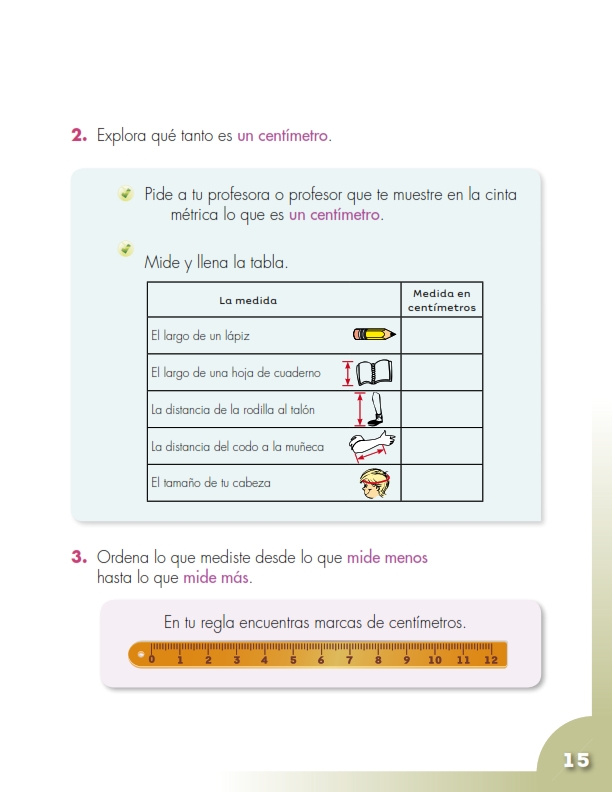 2. Explora qué tanto es un centímetro.
Pide a tu profesora o profesor que te muestre en la cinta
métrica lo que es un centímetro.
Mide y llena la tabla.
La medida
Medida en
centímetros
El largo de un lápiz
El largo de una hoja de cuaderno
La distancia de la rodilla al talón
La distancia del codo a la muñeca
El tamaño de tu cabeza
3. Ordena lo que mediste desde lo que mide menos
hasta lo que mide más.
En tu regla encuentras marcas de centímetros.
0 1 2 3 4 5 6 7 8 9 10 11 12
15